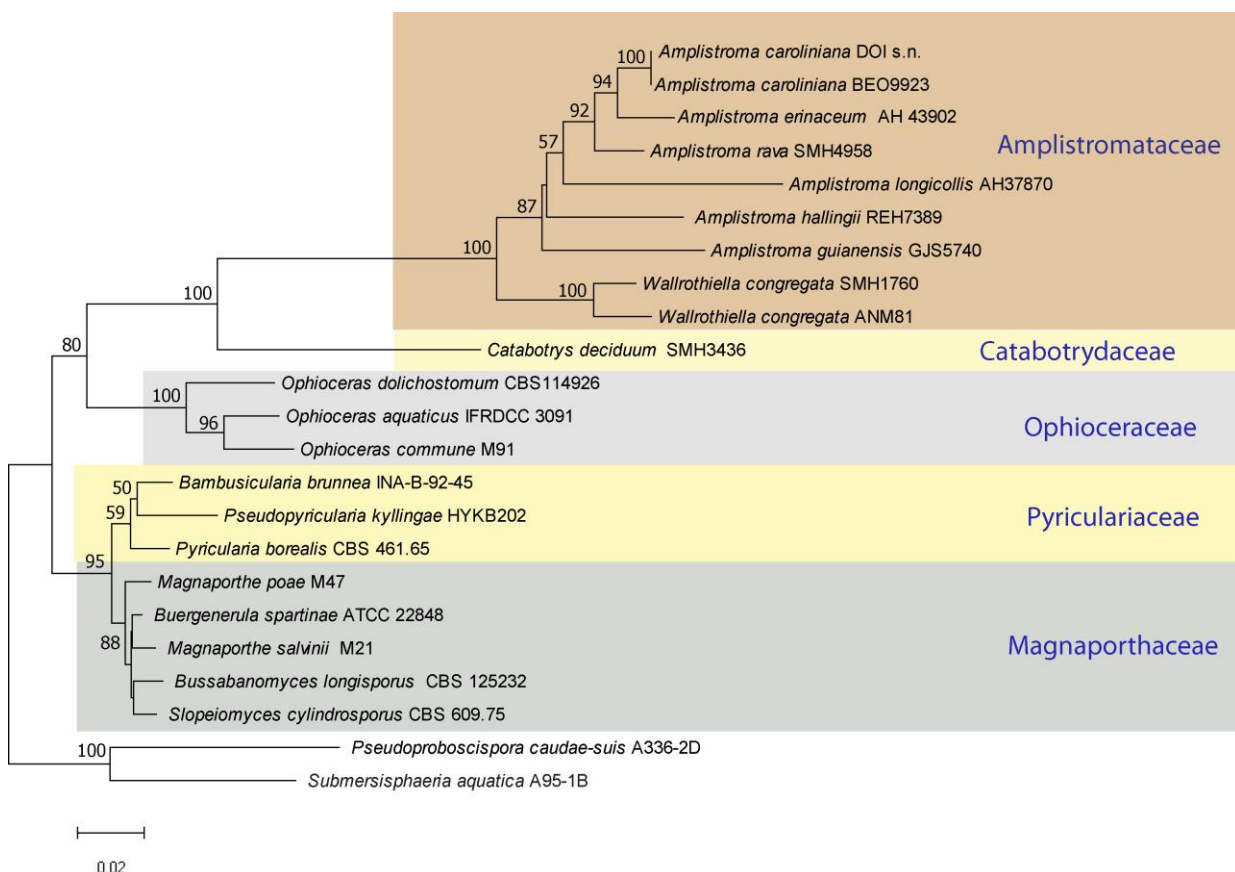 Amplistroma caroliniana DOI s.n.
100
Amplistroma caroliniana BEO9923
94
Amplistroma erinaceum AH 43902
92
Amplistroma rava SMH4958
Amplistromataceae
57
Amplistroma longicollis AH37870
87
Amplistroma hallingii REH7389
100
Amplistroma guianensis GJS5740
Wallrothiella congregata SMH1760
100
Wallrothiella congregata ANM81
100
80
Catabotrys deciduum SMH3436
Catabotrydaceae
Ophioceras dolichostomum CBS114926
100
Ophioceras aquaticus IFRDCC 3091
96
Ophioceraceae
Ophioceras commune M91
Bambusicularia brunnea INA-B-92-45
50
59
Pseudopyricularia kyllingae HYKB202
Pyriculariaceae
Pyricularia borealis CBS 461.65
95
Magnaporthe poae M47
Buergenerula spartinae ATCC 22848
88
Magnaporthe salvinii M21
Magnaporthaceae
Bussabanomyces longisporus CBS 125232
Slopeiomyces cylindrosporus CBS 609.75
100
Pseudoproboscispora caudae-suis A336-2D
Submersisphaeria aquatica A95-1B
0.02